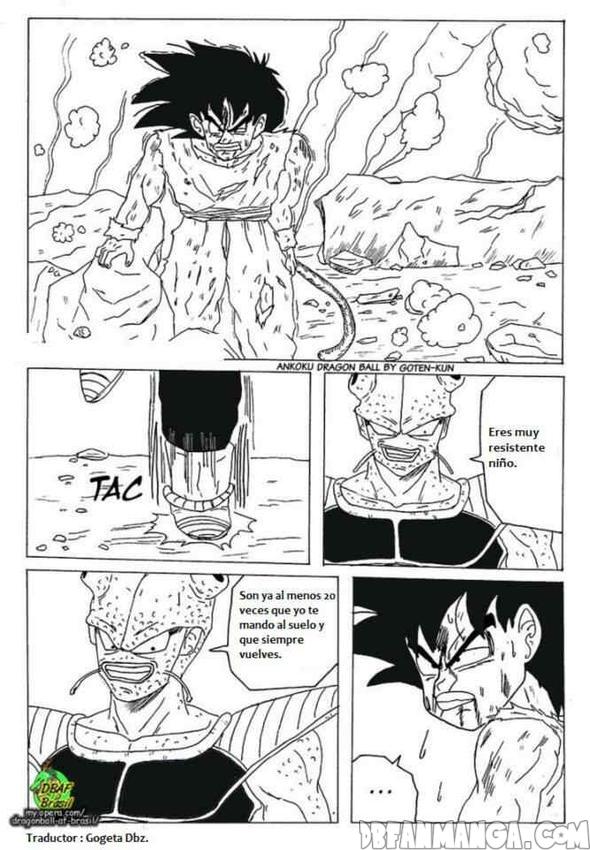 ANKOKU DRAGON BALL BY GOTEN-KUN
TAC
Eres muy
resistente
niño.
Son ya al menos 20
veces que yo te
mando al suelo y
que siempre
vuelves.
...
DBAF
Brasil
my.opera.com/
dragonball-af-brasil/
Traductor : Gogeta Dbz.
DBFANMANGA.COM